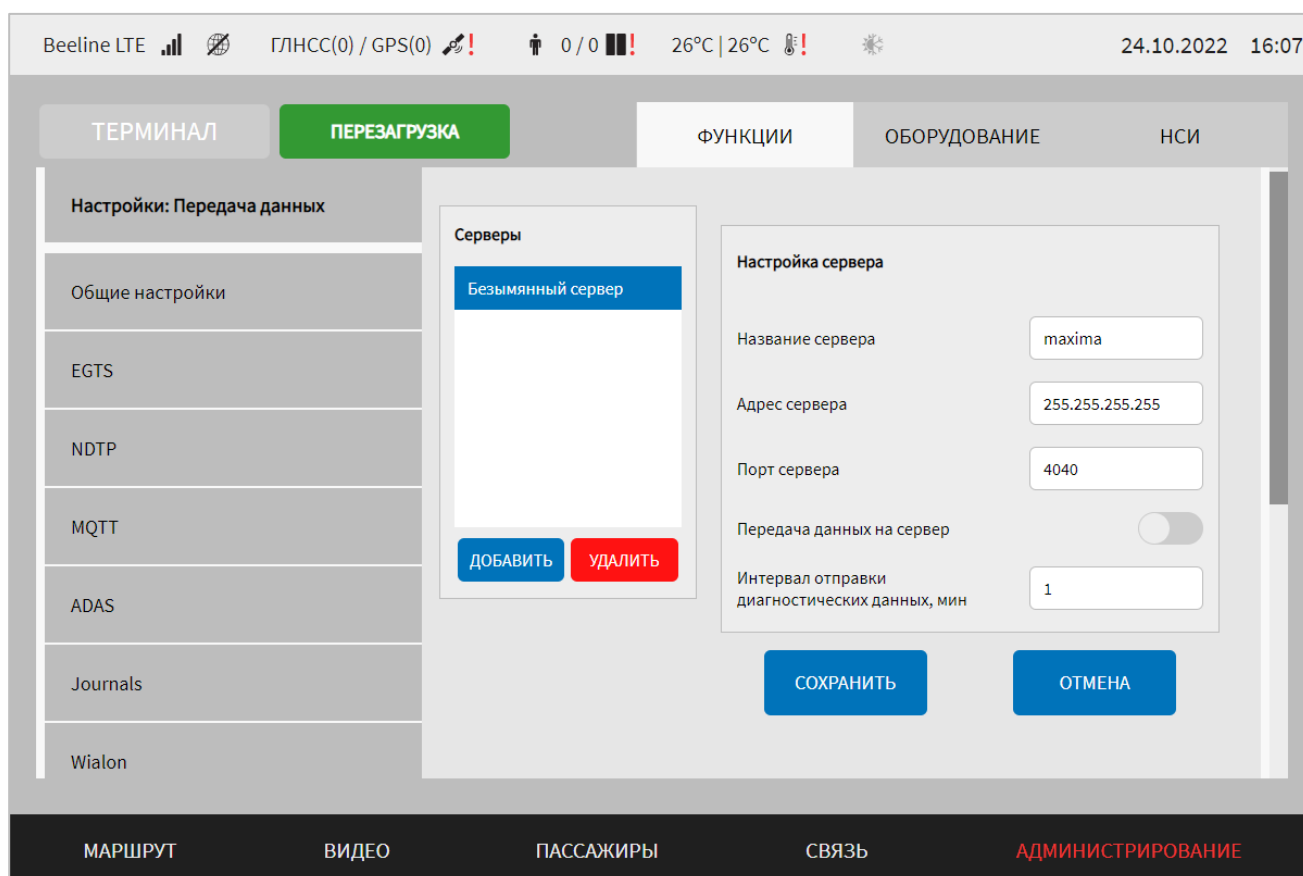 Beeline LTE ГЛНСС(0) / GPS(0) ! 0 / 0 ! 26°C | 26°C ! 24.10.2022 16:07
ТЕРМИНАЛ ПЕРЕЗАГРУЗКА ФУНКЦИИ ОБОРУДОВАНИЕ НСИ
Настройки: Передача данных
Общие настройки
EGTS
NDTP
MQTT
ADAS
Journals
Wialon
Серверы
Безымянный сервер
ДОБАВИТЬ УДАЛИТЬ
Настройка сервера
Название сервера maxima
Адрес сервера 255.255.255.255
Порт сервера 4040
Передача данных на сервер
Интервал отправки
диагностических данных, мин 1
СОХРАНИТЬ ОТМЕНА
МАРШРУТ ВИДЕО ПАССАЖИРЫ СВЯЗЬ АДМИНИСТРИРОВАНИЕ